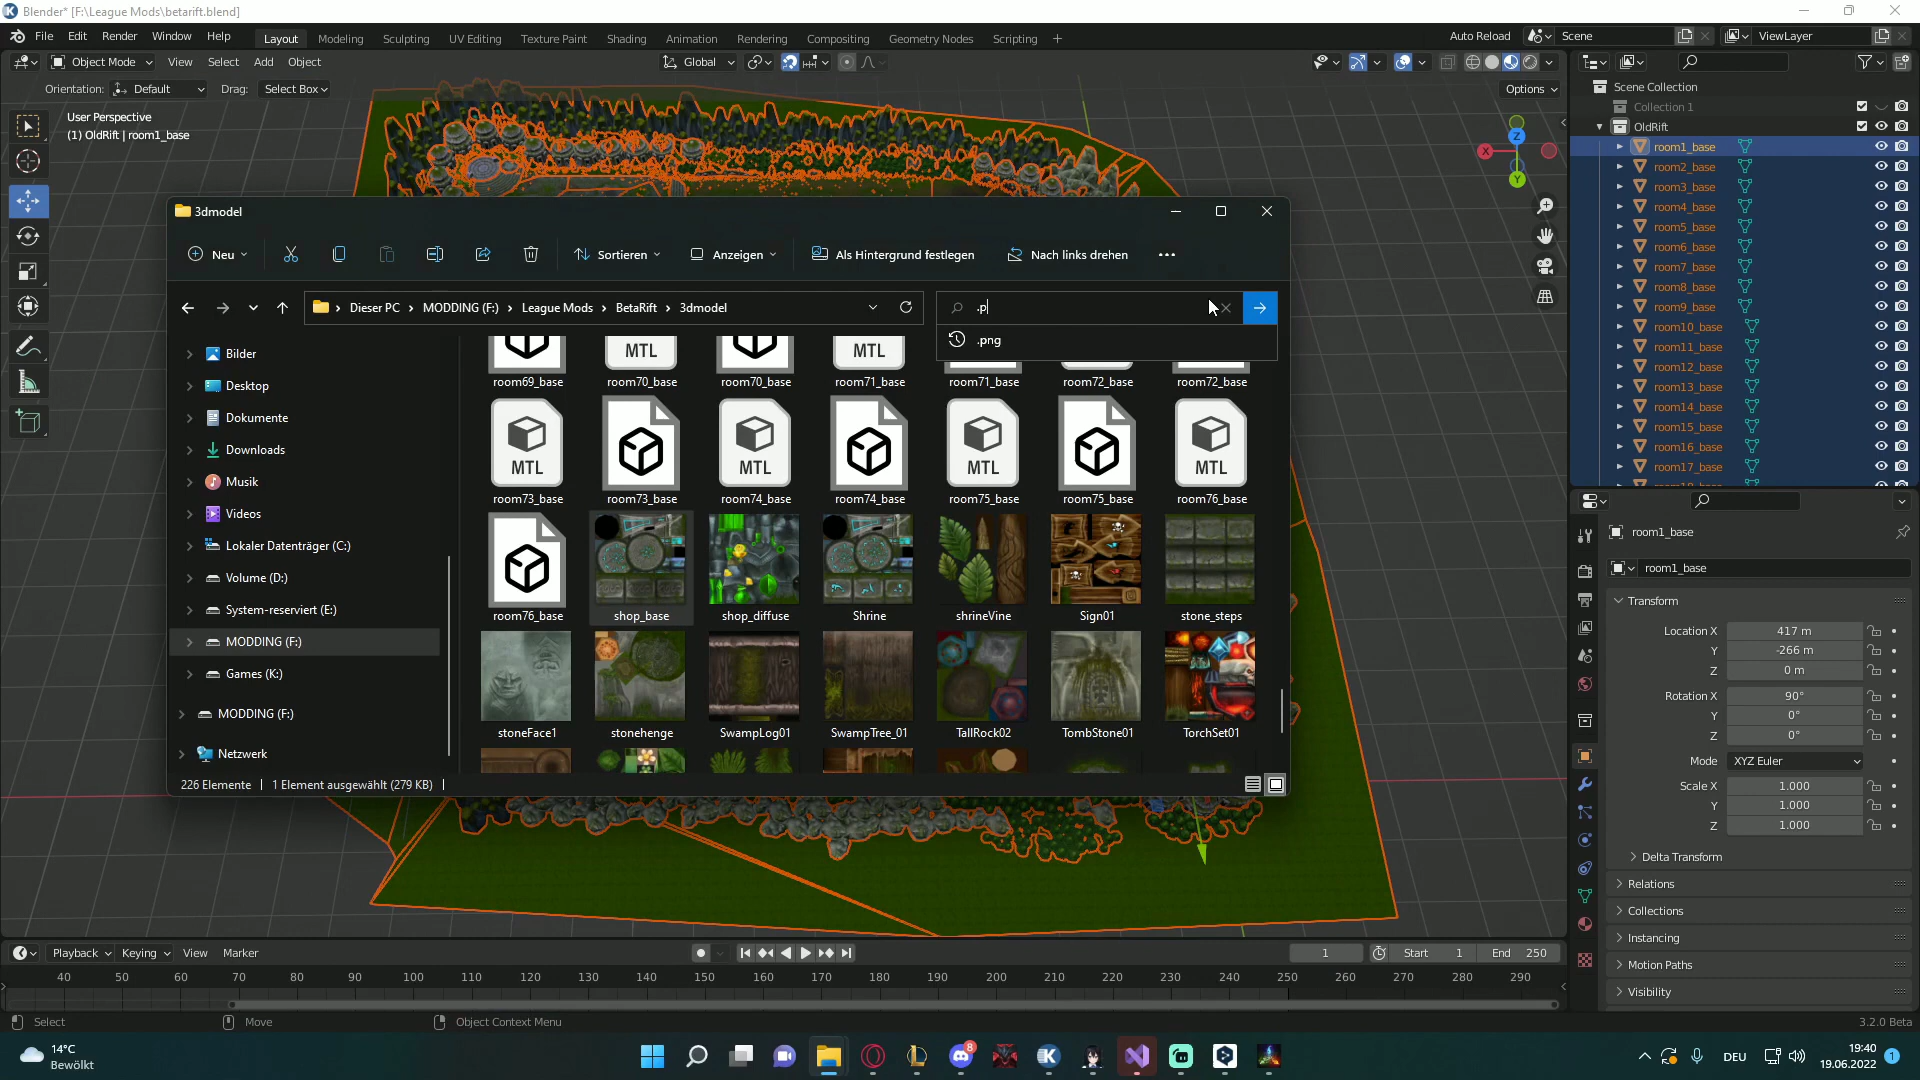 Blender* [F:\League Mods\betarift.blend]
File Edit Render Window Help Layout Modeling Sculpting UV Editing Texture Paint Shading Animation Rendering Compositing Geometry Nodes Scripting + Auto Reload Scene ViewLayer
Object Mode View Select Add Object Global
Orientation: Default Drag: Select Box Options
User Perspective
(1) OldRift | room1_base
Scene Collection
Collection 1
OldRift
room1_base
room2_base
room3_base
room4_base
room5_base
room6_base
room7_base
room8_base
room9_base
room10_base
room11_base
room12_base
room13_base
room14_base
room15_base
room16_base
room17_base
3dmodel
Neu Sortieren Anzeigen Als Hintergrund festlegen Nach links drehen
Dieser PC > MODDING (F:) > League Mods > BetaRift > 3dmodel
.p
.png
Bilder
Desktop
Dokumente
Downloads
Musik
Videos
Lokaler Datenträger (C:)
Volume (D:)
System-reserviert (E:)
MODDING (F:)
Games (K:)
MODDING (F:)
Netzwerk
MTL MTL
room69_base room70_base room70_base room71_base room71_base room72_base room72_base
MTL MTL MTL MTL
room73_base room73_base room74_base room74_base room75_base room75_base room76_base
room76_base shop_base shop_diffuse Shrine shrineVine Sign01 stone_steps
stoneFace1 stonehenge SwampLog01 SwampTree_01 TallRock02 TombStone01 TorchSet01
226 Elemente | 1 Element ausgewählt (279 KB) |
room1_base
room1_base
Transform
Location X 417 m
Y -266 m
Z 0 m
Rotation X 90°
Y 0°
Z 0°
Mode XYZ Euler
Scale X 1.000
Y 1.000
Z 1.000
Delta Transform
Relations
Collections
Instancing
Motion Paths
Visibility
X Y Z
Playback Keying View Marker 1 Start 1 End 250
40 50 60 70 80 90 100 110 120 130 140 150 160 170 180 190 200 210 220 230 240 250 260 270 280 290
Select Move Object Context Menu 3.2.0 Beta
14°C
Bewölkt
8
DEU
19:40
19.06.2022
1